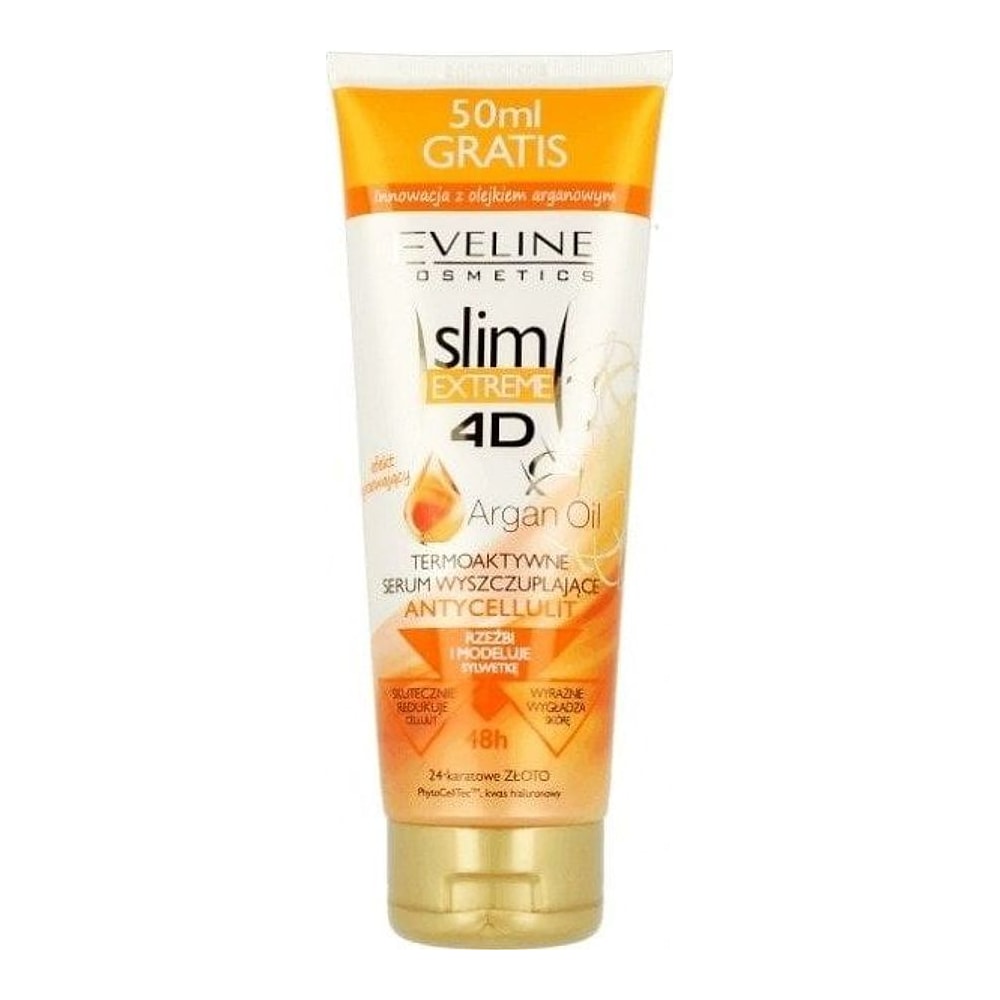 50ml
GRATIS
innowacja z olejkiem arganowym
EVELINE
COSMETICS
slim
EXTREME
4D
efekt
&
Argan Oil
TERMOAKTYWNE
SERUM WYSZCZUPLAJĄCE
ANTYCELLULIT
RZEŹBI
I MODELUJE
SYLWETKĘ
SKUTECZNIE
REDUKUJE
CELLULIT
WYRAŹNIE
WYGŁADZA
SKÓRĘ
48h
24-karatowe ZŁOTO
PhytoCellTec™, kwas hialuronowy